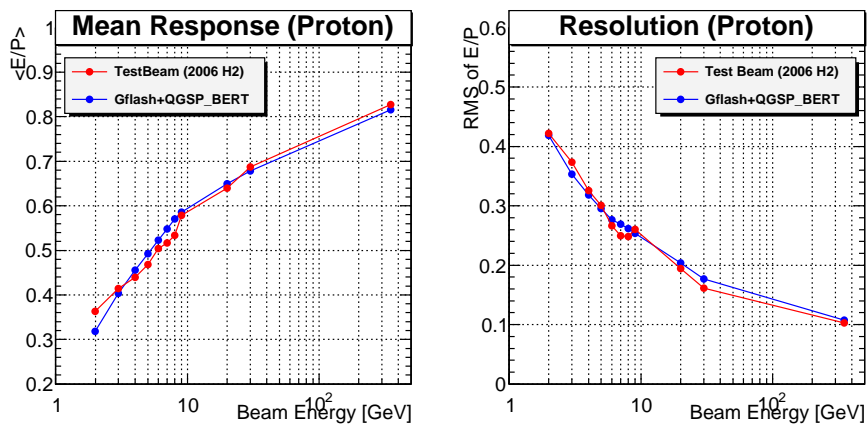 Mean Response (Proton)
<E/P>
TestBeam (2006 H2)
Gflash+QGSP_BERT
1
0.9
0.8
0.7
0.6
0.5
0.4
0.3
0.2
1 10 10²
Beam Energy [GeV]
Resolution (Proton)
RMS of E/P
Test Beam (2006 H2)
Gflash+QGSP_BERT
0.6
0.5
0.4
0.3
0.2
0.1
0
1 10 10²
Beam Energy [GeV]